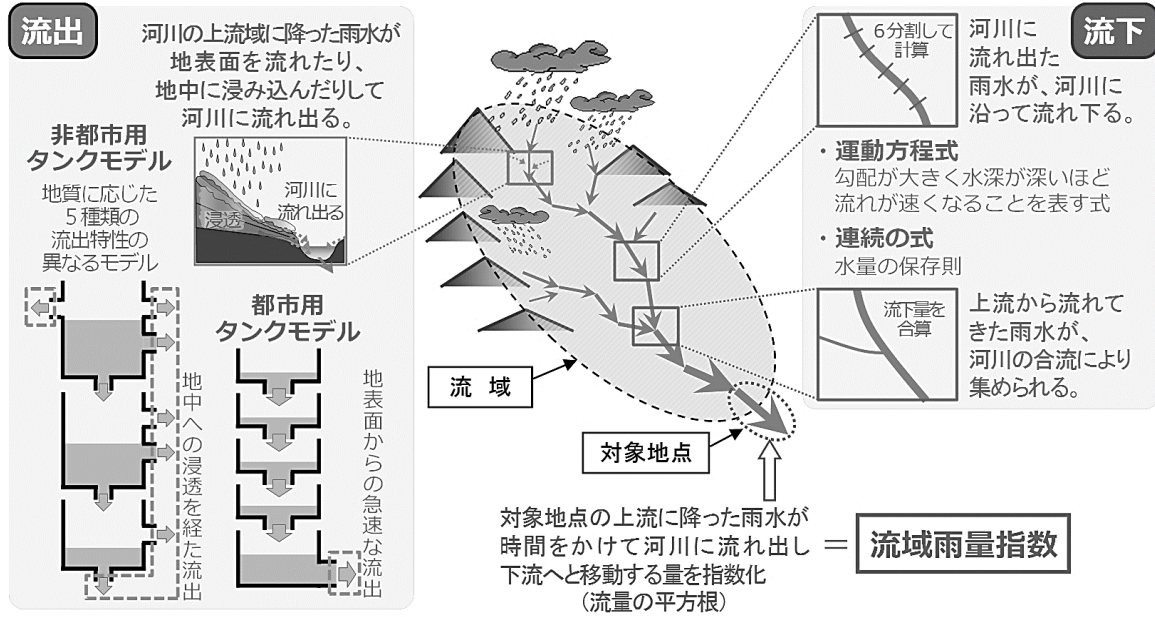 流出
河川の上流域に降った雨水が
地表面を流れたり、
地中に浸み込んだりして
河川に流れ出る。
非都市用
タンクモデル
地質に応じた
5種類の
流出特性の
異なるモデル
浸透
河川に
流れ出る
都市用
タンクモデル
地中への浸透を経た流出
地表面からの急速な流出
流域
対象地点
対象地点の上流に降った雨水が
時間をかけて河川に流れ出し
下流へと移動する量を指数化
(流量の平方根)
＝
流域雨量指数
流下
6分割して
計算
河川に
流れ出た
雨水が、河川に
沿って流れ下る。
・運動方程式
勾配が大きく水深が深いほど
流れが速くなることを表す式
・連続の式
水量の保存則
流下量を
合算
上流から流れて
きた雨水が、
河川の合流により
集められる。